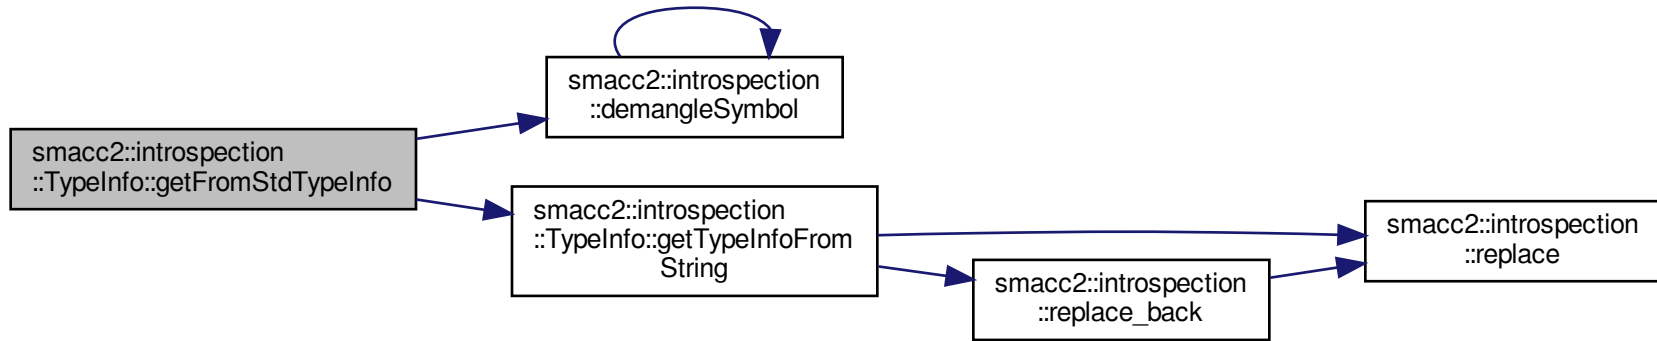 smacc2::introspection
::TypeInfo::getFromStdTypeInfo
smacc2::introspection
::demangleSymbol
smacc2::introspection
::TypeInfo::getTypeInfoFrom
String
smacc2::introspection
::replace_back
smacc2::introspection
::replace